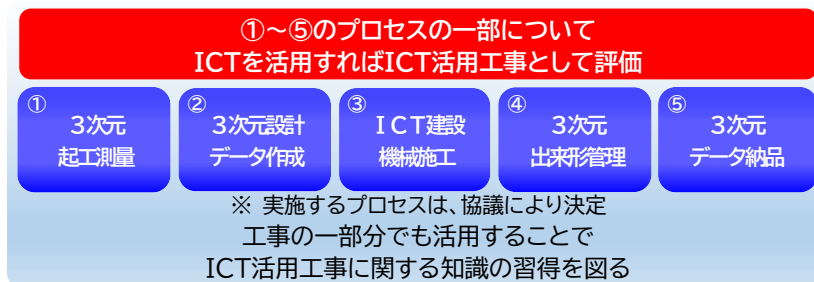 ①～⑤のプロセスの一部について
ICTを活用すればICT活用工事として評価
①
3次元
起工測量
②
3次元設計
データ作成
③
ICT建設
機械施工
④
3次元
出来形管理
⑤
3次元
データ納品
※ 実施するプロセスは、協議により決定
工事の一部分でも活用することで
ICT活用工事に関する知識の習得を図る